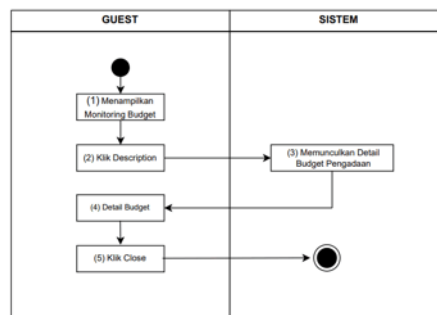 GUEST
SISTEM
(1) Menampilkan
Monitoring Budget
(2) Klik Description
(3) Memunculkan Detail
Budget Pengadaan
(4) Detail Budget
(5) Klik Close